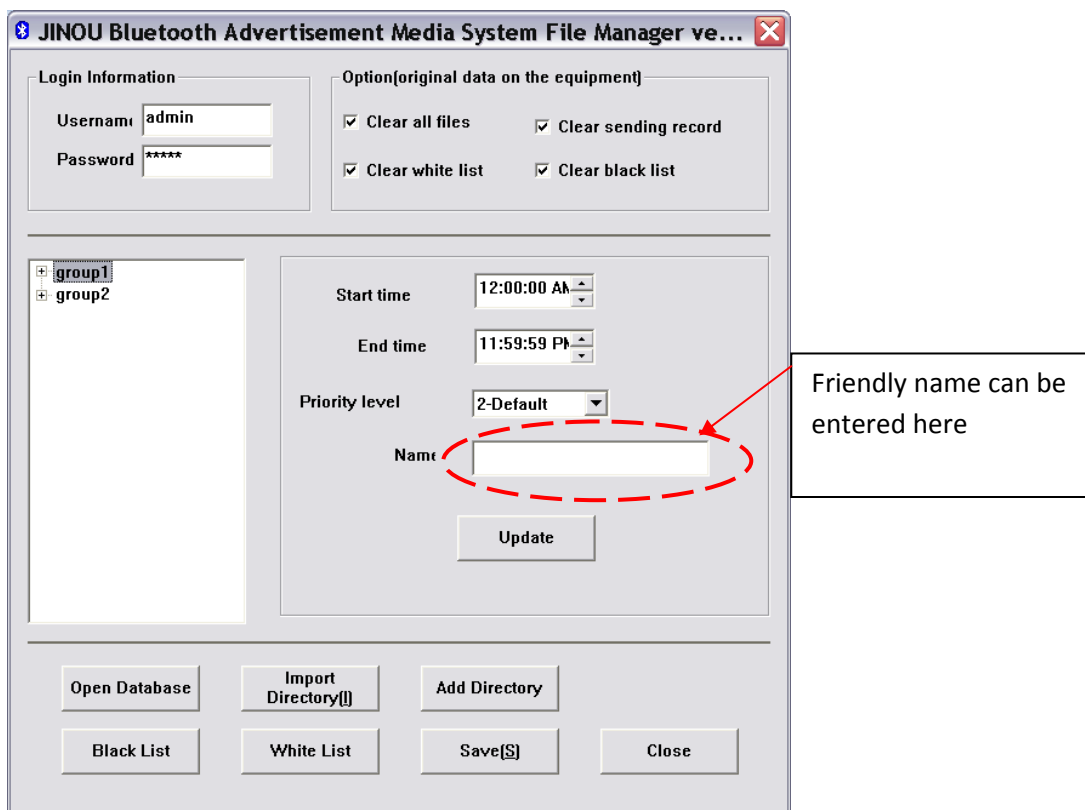 JINOU Bluetooth Advertisement Media System File Manager ve...
Login Information
Username
admin
Password
*****
Option(original data on the equipment)
Clear all files
Clear sending record
Clear white list
Clear black list
group1
group2
Start time
12:00:00 AM
End time
11:59:59 PM
Priority level
2-Default
Name
Update
Friendly name can be
entered here
Open Database
Import
Directory(I)
Add Directory
Black List
White List
Save(S)
Close